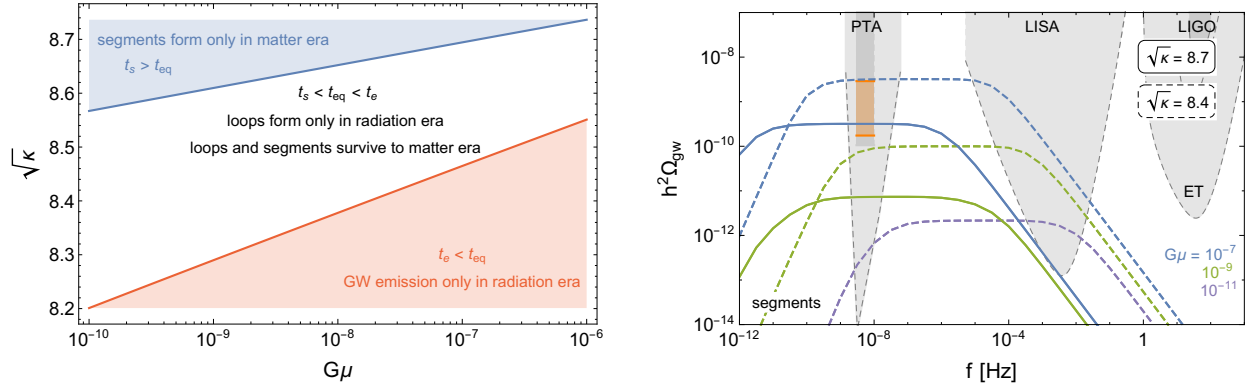 8.7
8.6
8.5
8.4
8.3
8.2
√κ
segments form only in matter era
t_s > t_eq
t_s < t_eq < t_e
loops form only in radiation era
loops and segments survive to matter era
t_e < t_eq
GW emission only in radiation era
10^-10 10^-9 10^-8 10^-7 10^-6
Gμ
10^-8
10^-10
10^-12
10^-14
h²Ω_gw
PTA LISA LIGO
√κ = 8.7
√κ = 8.4
ET
Gμ = 10^-7
10^-9
10^-11
segments
10^-12 10^-8 10^-4 1
f [Hz]